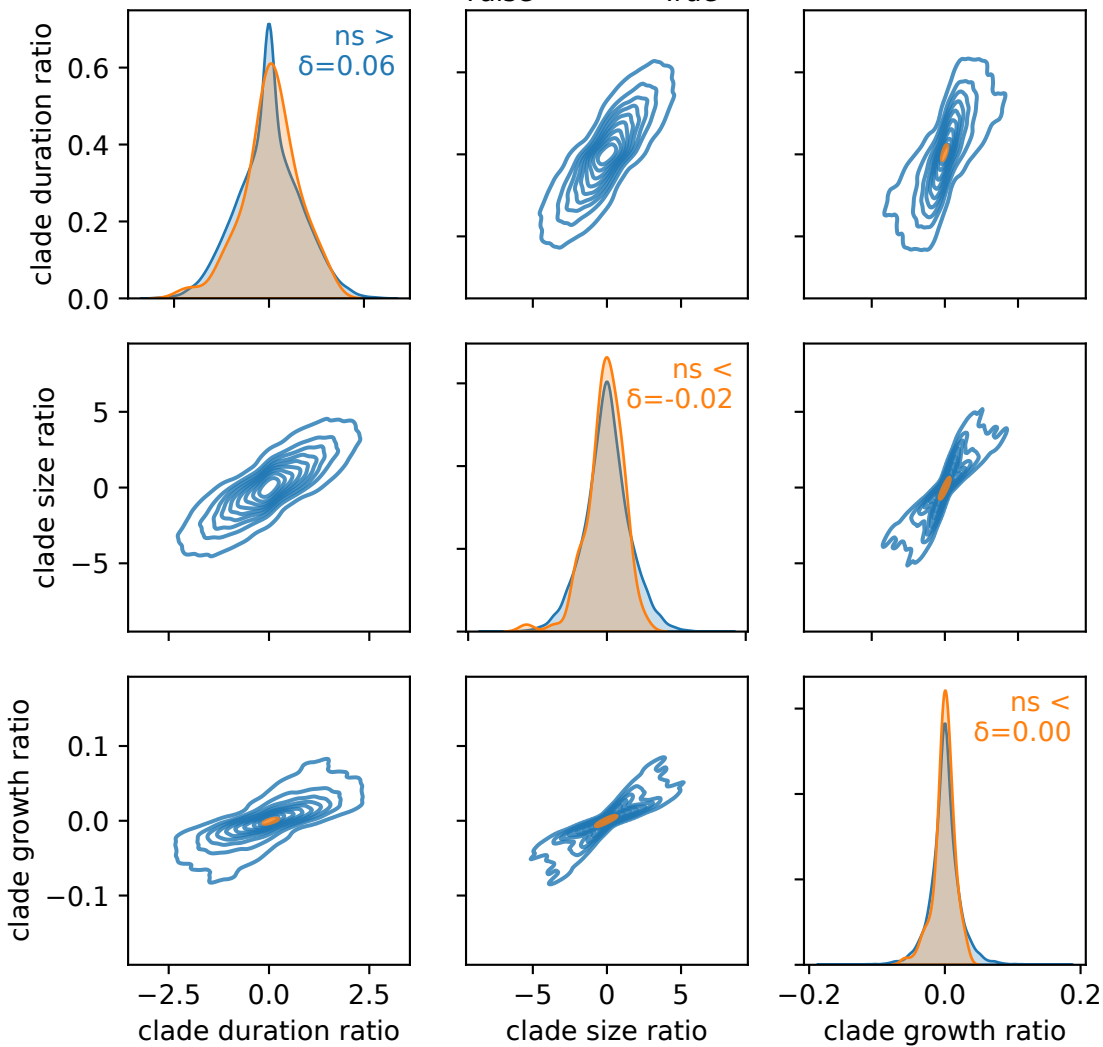 True
clade duration ratio
0.6
0.4
0.2
0.0
ns >
δ=0.06
clade size ratio
5
0
−5
ns <
δ=-0.02
clade growth ratio
0.1
0.0
−0.1
ns <
δ=0.00
−2.5 0.0 2.5
−5 0 5
−0.2 0.0 0.2
clade duration ratio
clade size ratio
clade growth ratio